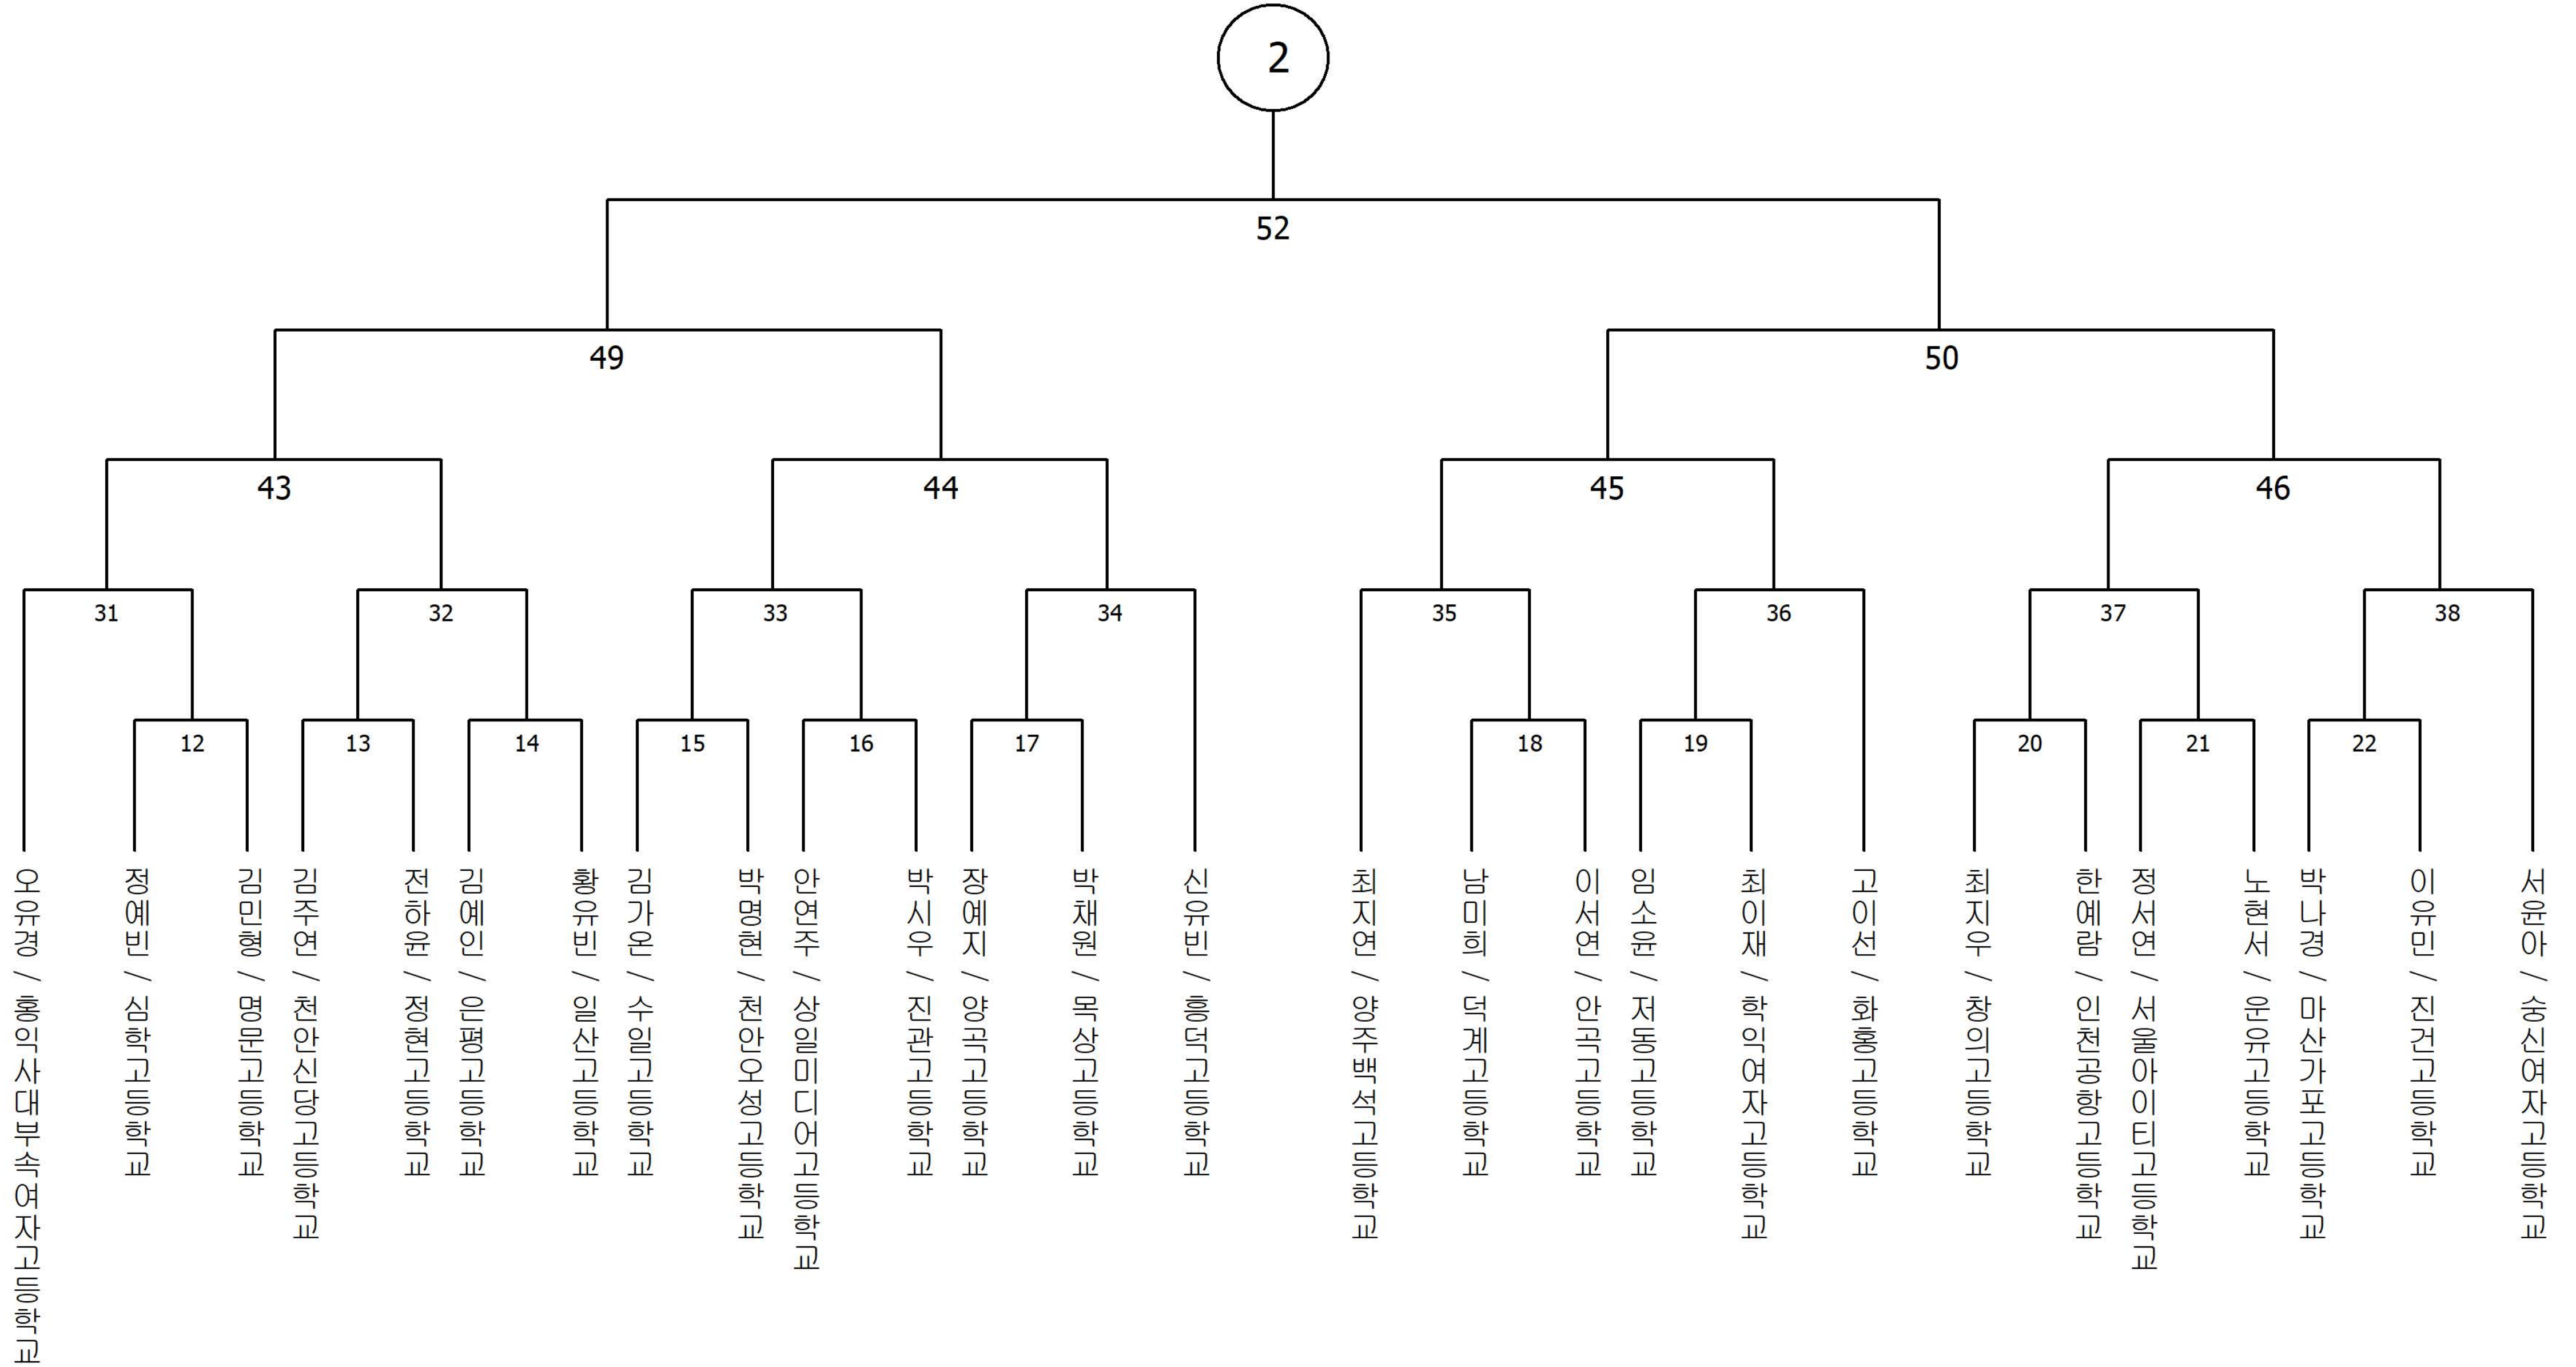 2
52
49
50
43
44
45
46
31
32
33
34
35
36
37
38
12
13
14
15
16
17
18
19
20
21
22
오유경 / 홍익사대부속여자고등학교
정예빈 / 심학고등학교
김민형 / 명문고등학교
김주연 / 천안신당고등학교
전하윤 / 정현고등학교
김예인 / 은평고등학교
황유빈 / 일산고등학교
김가온 / 수일고등학교
박명현 / 천안오성고등학교
안연주 / 상일미디어고등학교
박시우 / 진관고등학교
장예지 / 양곡고등학교
박채원 / 목상고등학교
신유빈 / 흥덕고등학교
최지연 / 양주백석고등학교
남미희 / 덕계고등학교
이서연 / 안곡고등학교
임소윤 / 저동고등학교
최이재 / 학익여자고등학교
고이선 / 화홍고등학교
최지우 / 창의고등학교
한예람 / 인천공항고등학교
정서연 / 서울아이티고등학교
노현서 / 운유고등학교
박나경 / 마산가포고등학교
이유민 / 진건고등학교
서윤아 / 숭신여자고등학교